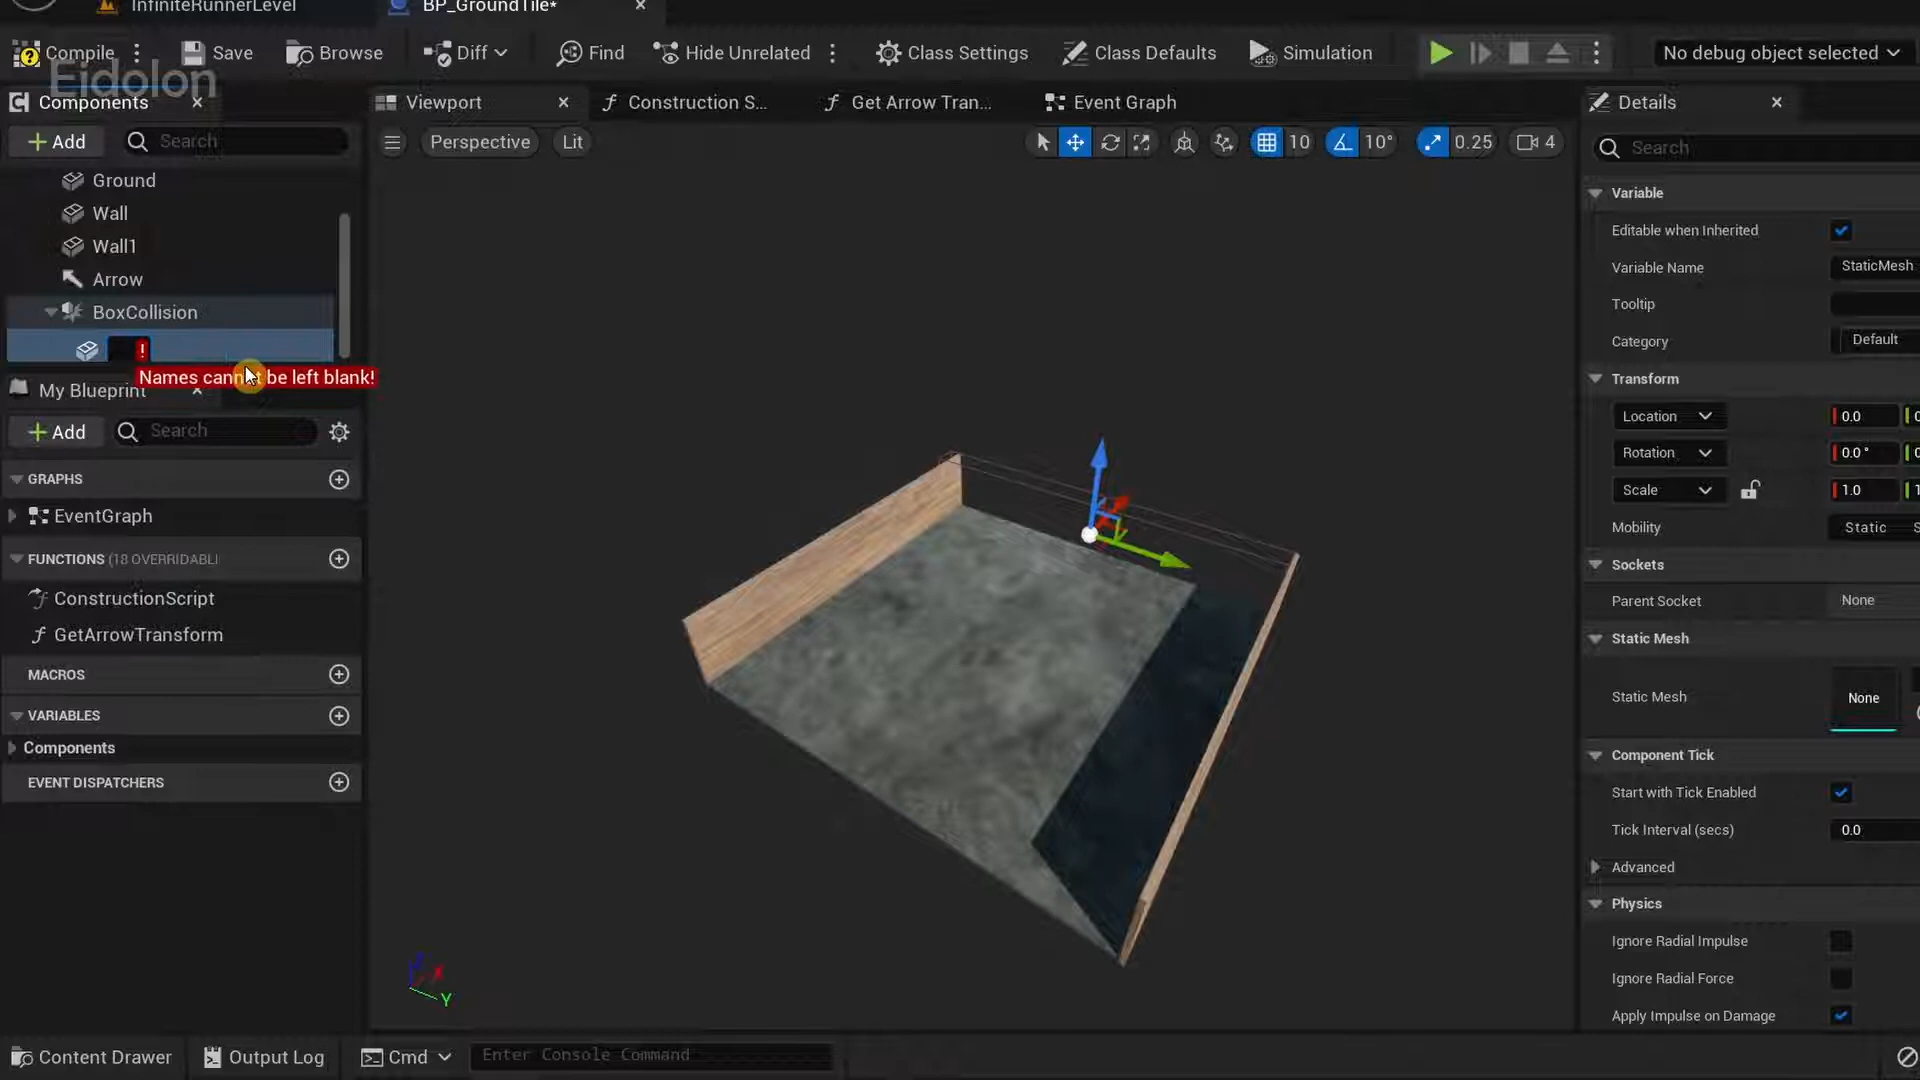 InfiniteRunnerLevel
BP_GroundTile*
Compile
Save
Browse
Diff
Find
Hide Unrelated
Class Settings
Class Defaults
Simulation
No debug object selected
Eidolon
Components
Viewport
Construction S...
Get Arrow Tran...
Event Graph
Details
Add
Search
Perspective
Lit
10
10°
0.25
4
Search
Ground
Wall
Wall1
Arrow
BoxCollision
!
Names cannot be left blank!
My Blueprint
Add
Search
GRAPHS
EventGraph
FUNCTIONS (18 OVERRIDABL
ConstructionScript
GetArrowTransform
MACROS
VARIABLES
Components
EVENT DISPATCHERS
Y
Variable
Editable when Inherited
Variable Name
StaticMesh
Tooltip
Category
Default
Transform
Location
0.0
Rotation
0.0°
Scale
1.0
Mobility
Static
Sockets
Parent Socket
None
Static Mesh
Static Mesh
None
Component Tick
Start with Tick Enabled
Tick Interval (secs)
0.0
Advanced
Physics
Ignore Radial Impulse
Ignore Radial Force
Apply Impulse on Damage
Content Drawer
Output Log
Cmd
Enter Console Command